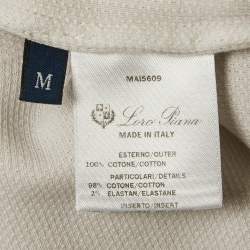 M
MAI5609
Loro Piana
MADE IN ITALY
ESTERNO/OUTER
100% COTONE/COTTON
PARTICOLARI/DETAILS
98% COTONE/COTTON
2% ELASTAN/ELASTANE
INSERTO/INSERT